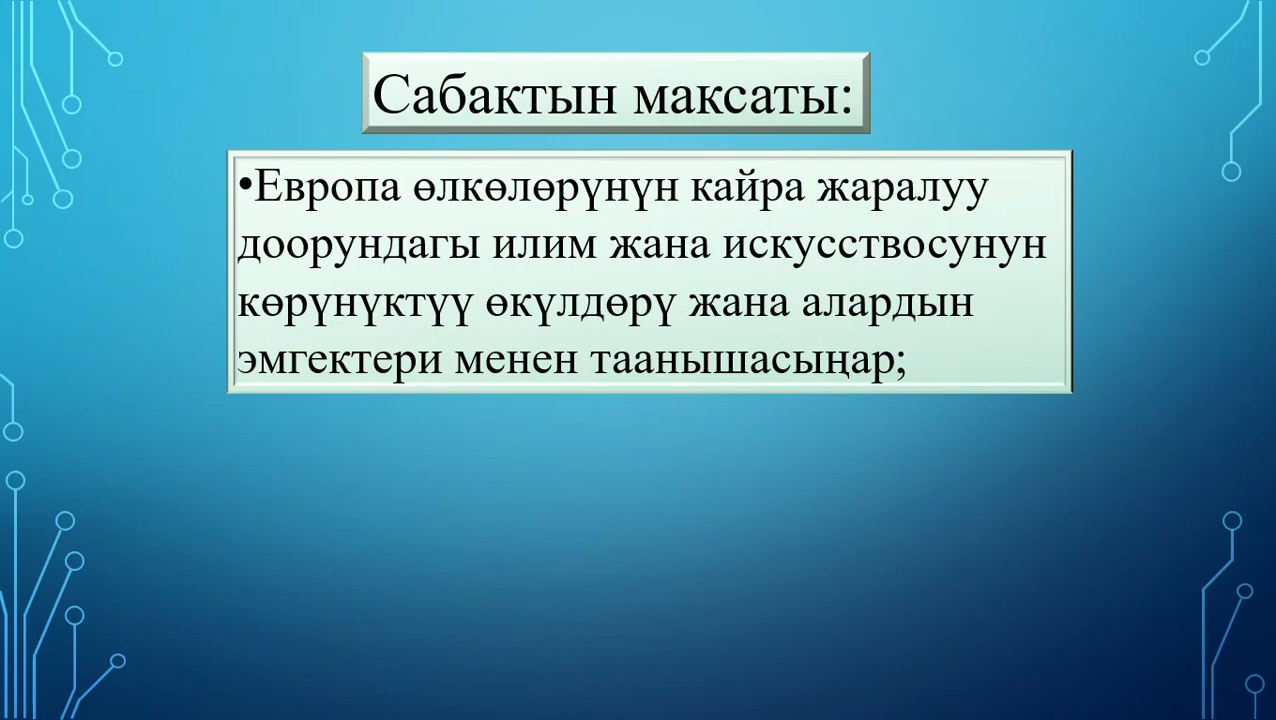 Сабактын максаты:
•Европа өлкөлөрүнүн кайра жаралуу
доорундагы илим жана искусствосунун
көрүнүктүү өкүлдөрү жана алардын
эмгектери менен таанышасыңар;